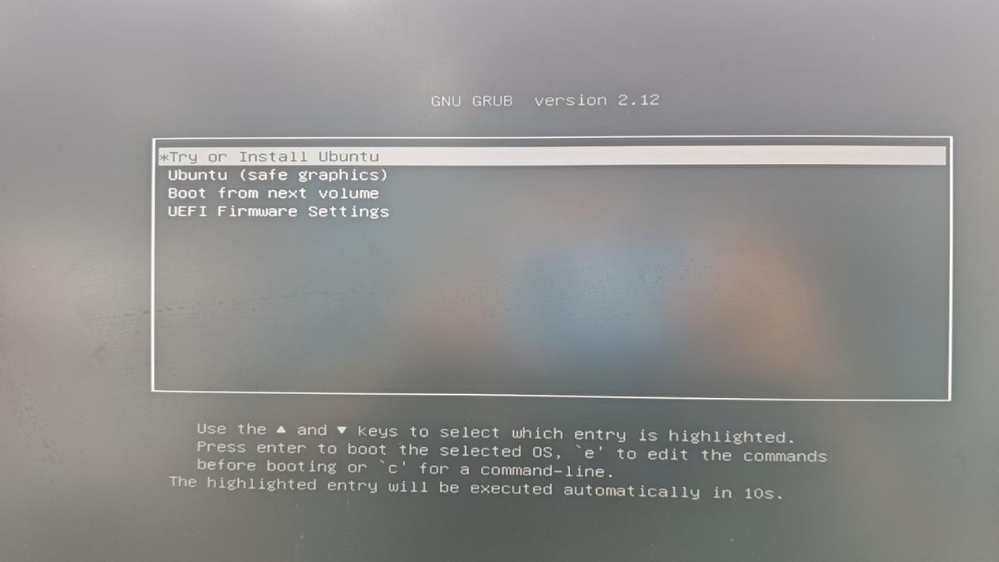 GNU GRUB version 2.12
*Try or Install Ubuntu
Ubuntu (safe graphics)
Boot from next volume
UEFI Firmware Settings
Use the ▲ and ▼ keys to select which entry is highlighted.
Press enter to boot the selected OS, `e' to edit the commands
before booting or `c' for a command-line.
The highlighted entry will be executed automatically in 10s.